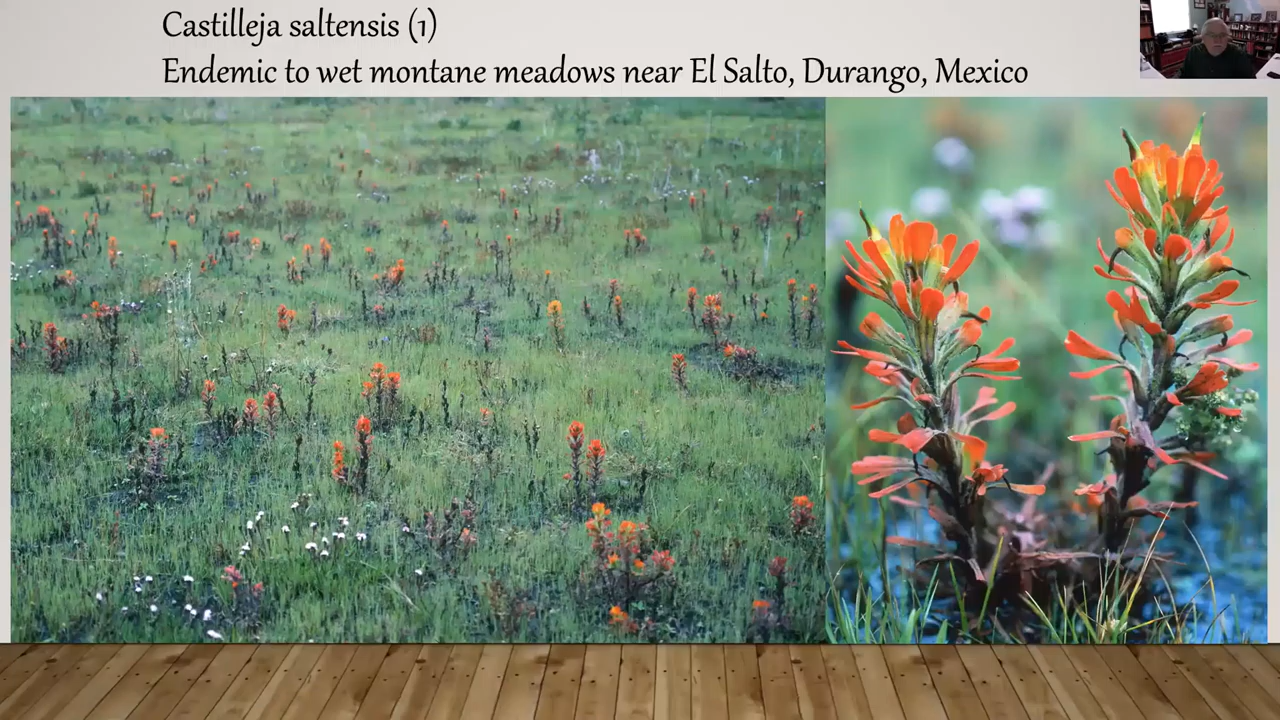 Castilleja saltensis (1)
Endemic to wet montane meadows near El Salto, Durango, Mexico